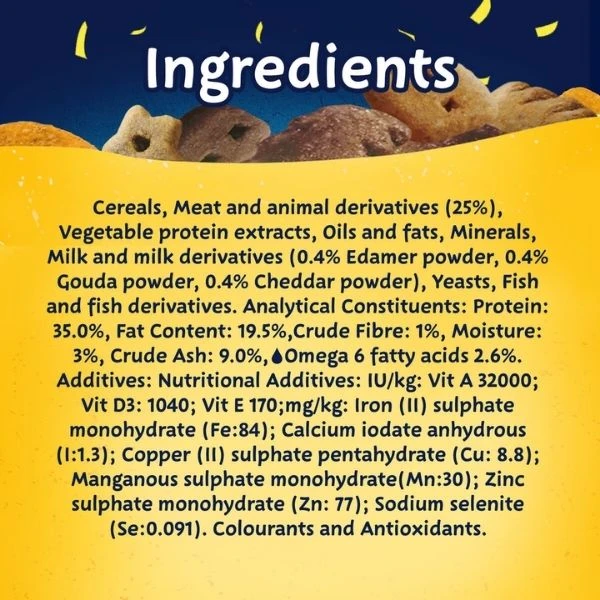 Ingredients
Cereals, Meat and animal derivatives (25%),
Vegetable protein extracts, Oils and fats, Minerals,
Milk and milk derivatives (0.4% Edamer powder, 0.4%
Gouda powder, 0.4% Cheddar powder), Yeasts, Fish
and fish derivatives. Analytical Constituents: Protein:
35.0%, Fat Content: 19.5%,Crude Fibre: 1%, Moisture:
3%, Crude Ash: 9.0%,Omega 6 fatty acids 2.6%.
Additives: Nutritional Additives: IU/kg: Vit A 32000;
Vit D3: 1040; Vit E 170;mg/kg: Iron (II) sulphate
monohydrate (Fe:84); Calcium iodate anhydrous
(I:1.3); Copper (II) sulphate pentahydrate (Cu: 8.8);
Manganous sulphate monohydrate(Mn:30); Zinc
sulphate monohydrate (Zn: 77); Sodium selenite
(Se:0.091). Colourants and Antioxidants.